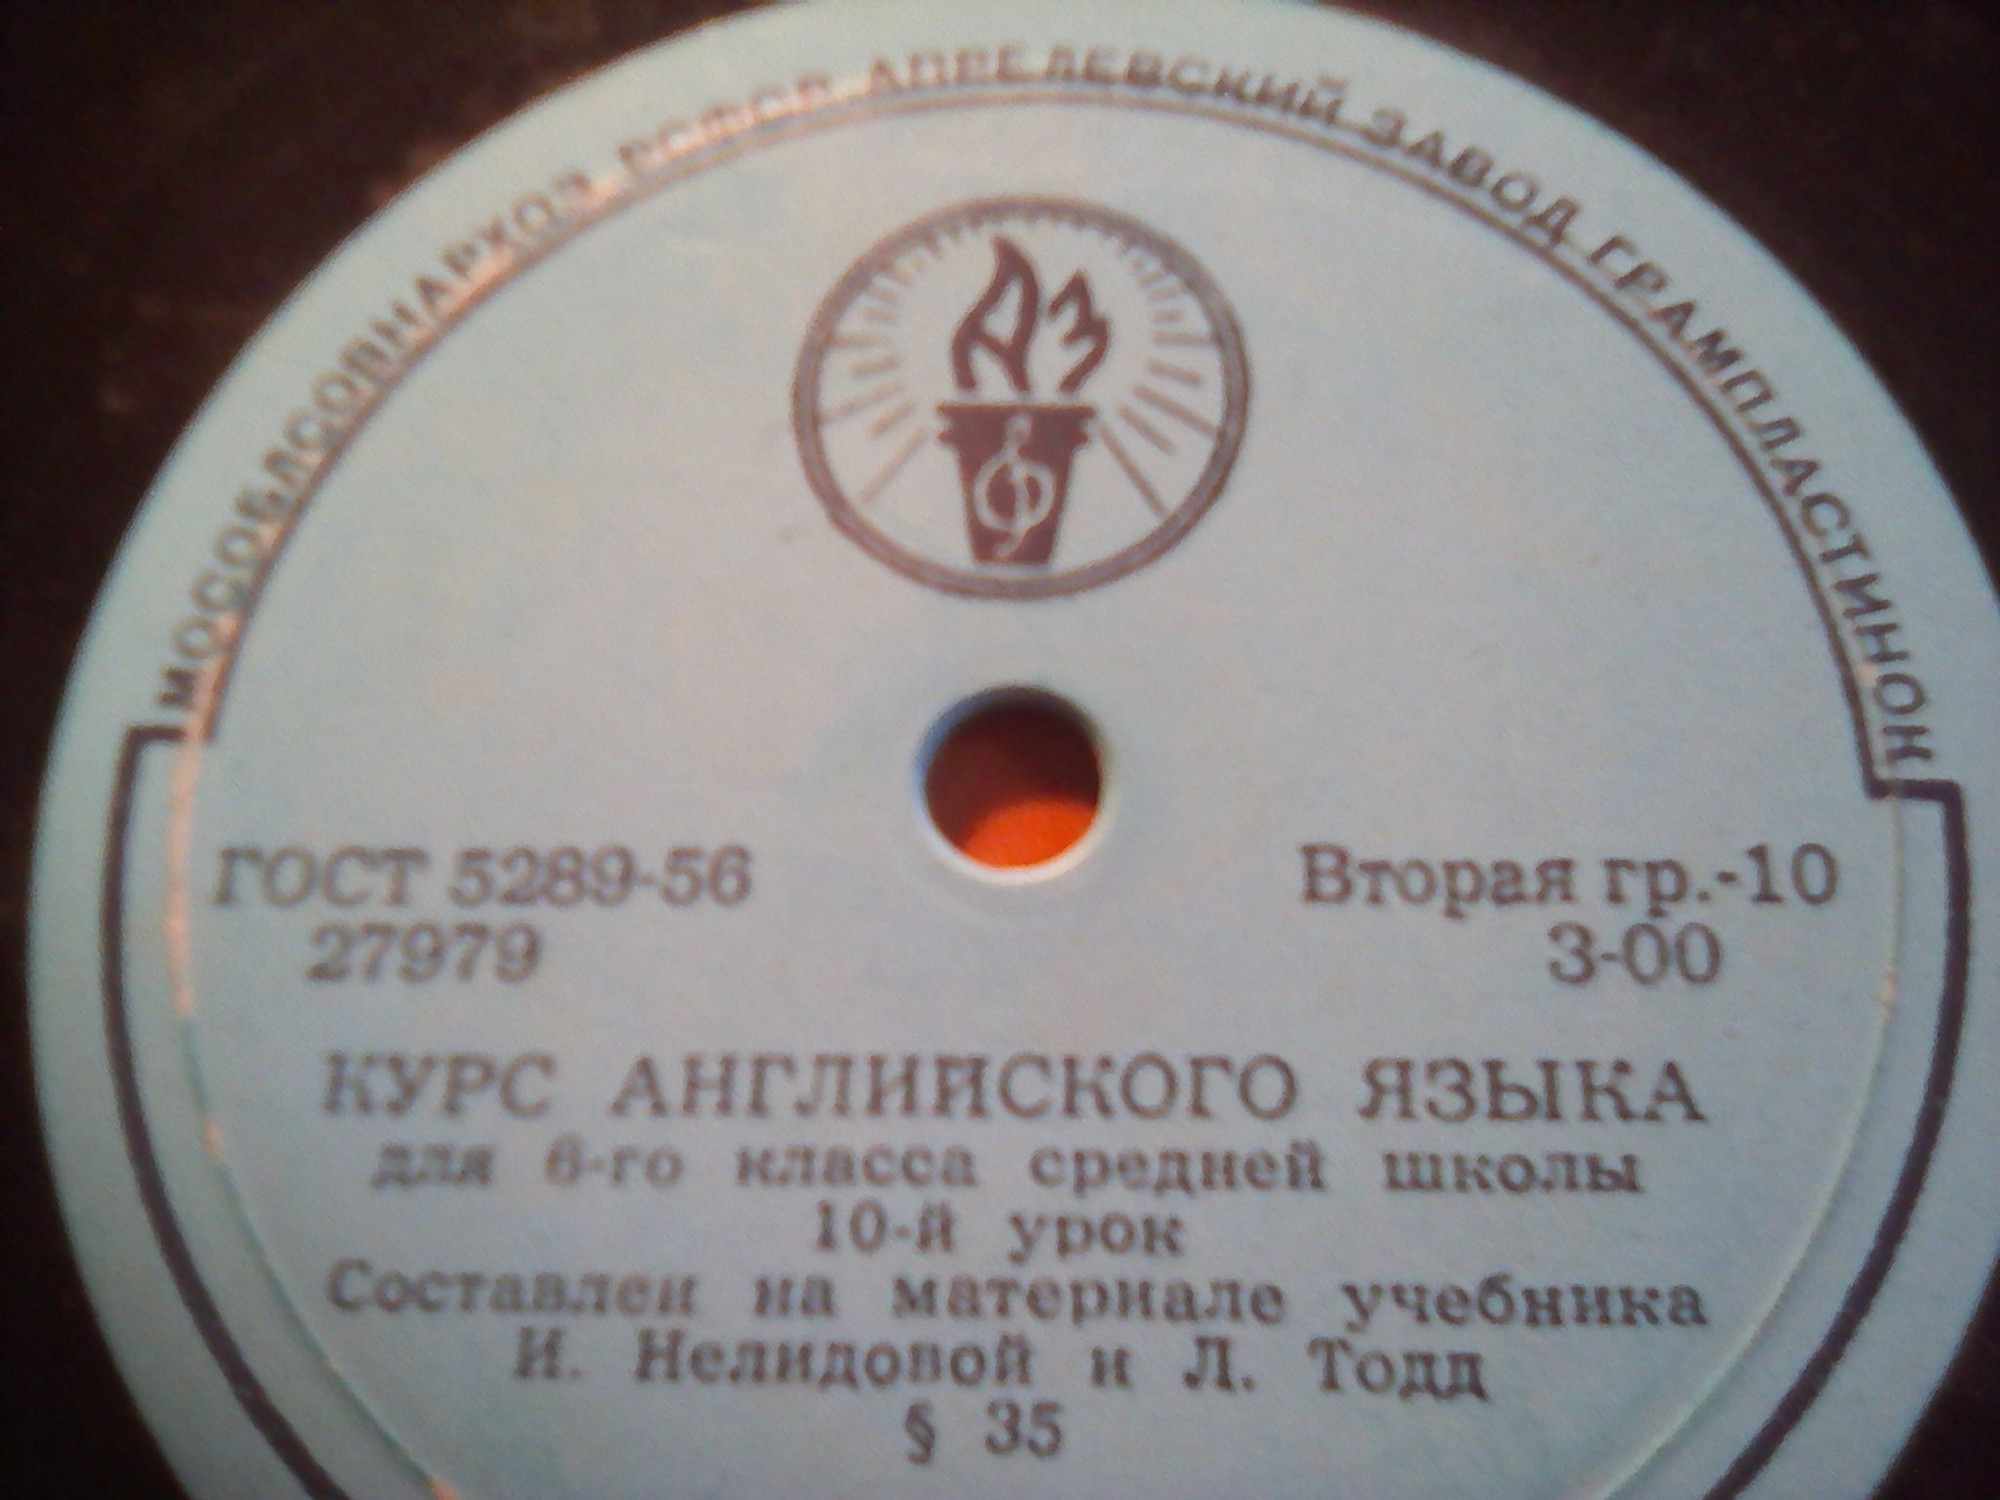 МОСОБЛСОВНАРХОЗ РСФСР АПРЕЛЕВСКИЙ ЗАВОД ГРАМПЛАСТИНОК
АЗ
ГОСТ 5289-56
27979
Вторая гр.-10
3-00
КУРС АНГЛИЙСКОГО ЯЗЫКА
для 6-го класса средней школы
10-й урок
Составлен на материале учебника
И. Нелидовой и Л. Тодд
§ 35